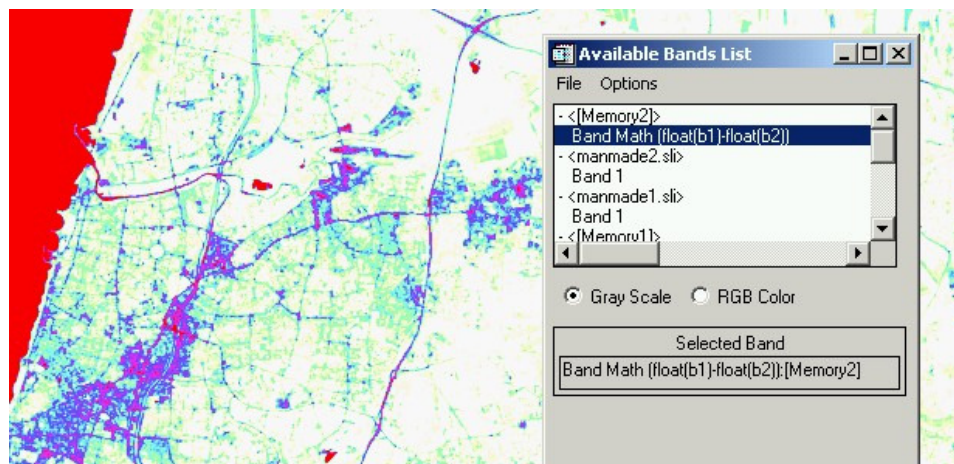 Available Bands List
File Options
- <[Memory2]>
Band Math (float(b1)-float(b2))
- <manmade2.sli>
Band 1
- <manmade1.sli>
Band 1
- <[Memory1]>
Gray Scale RGB Color
Selected Band
Band Math (float(b1)-float(b2)):[Memory2]